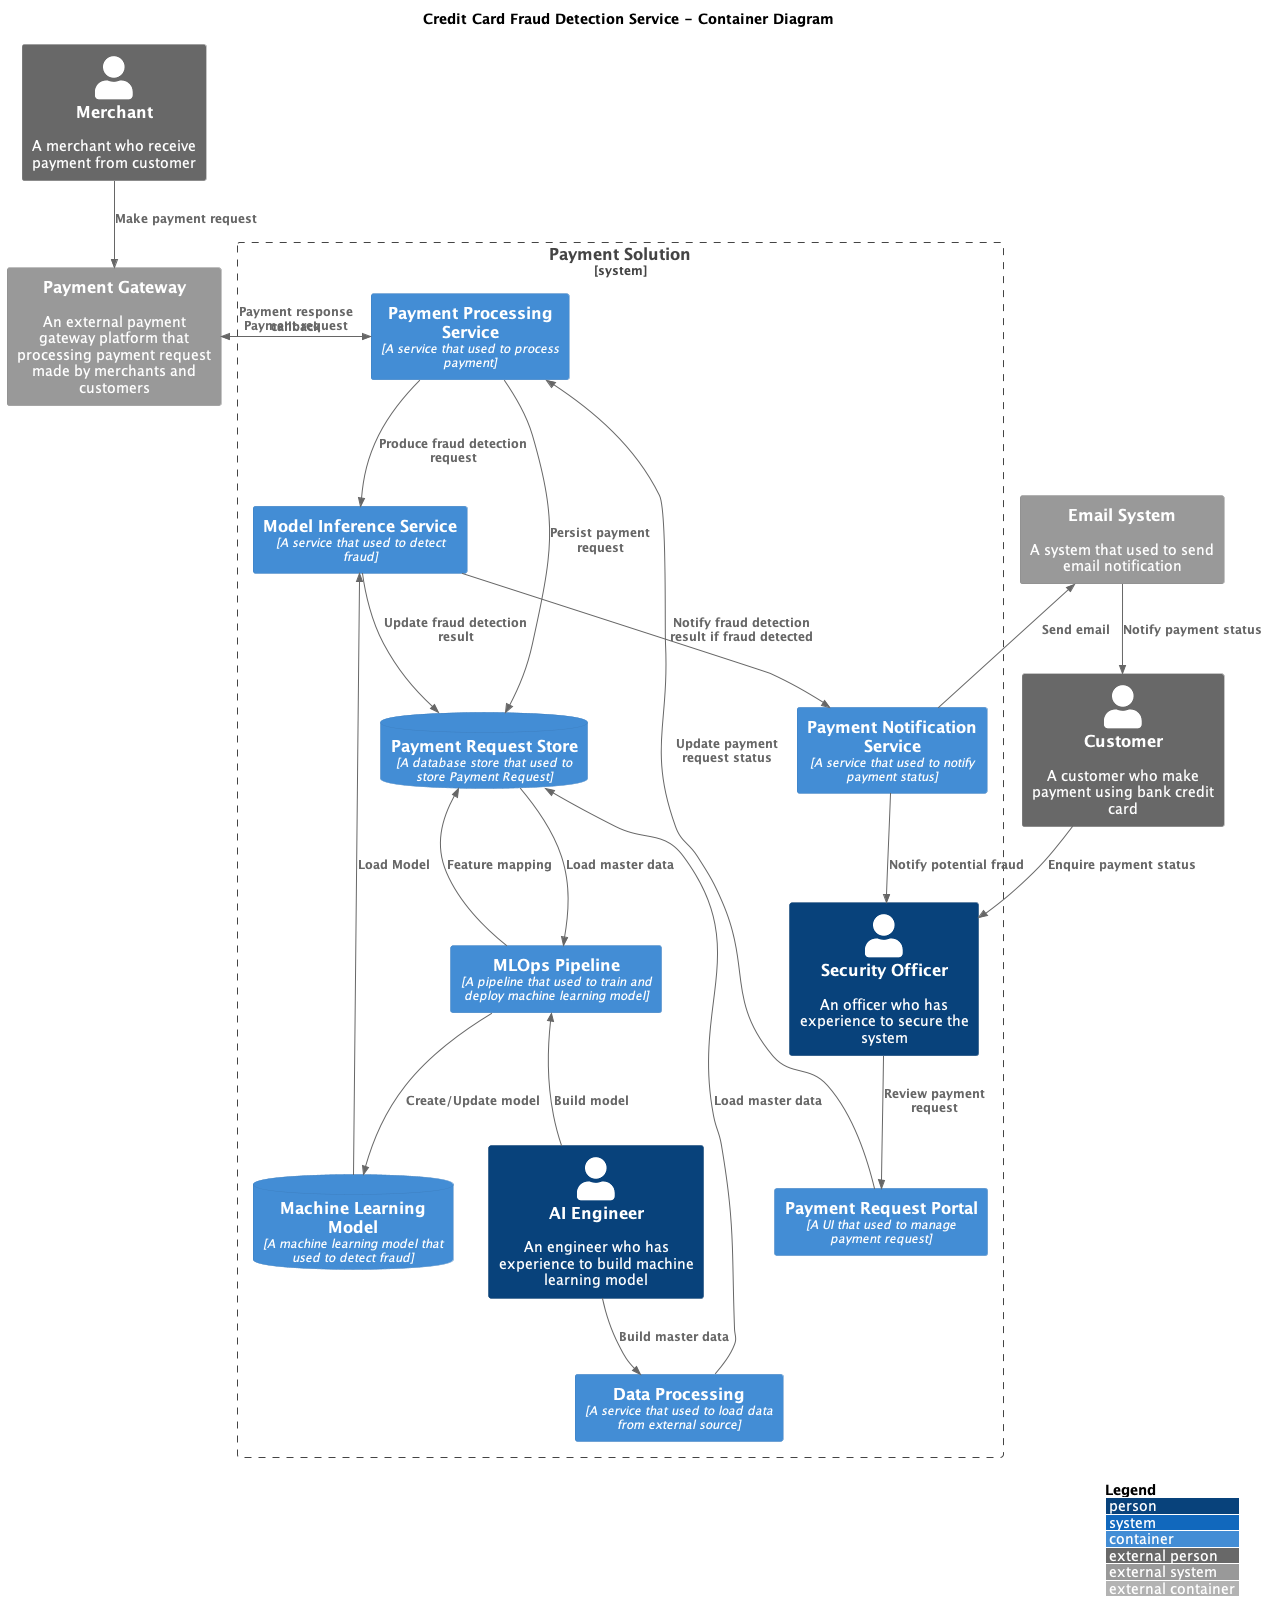 Credit Card Fraud Detection Service - Container Diagram
Merchant
A merchant who receive
payment from customer
Make payment request
Payment Solution
[system]
Payment Gateway
An external payment
gateway platform that
processing payment request
made by merchants and
customers
Payment response
callback
Payment request
Payment Processing
Service
[A service that used to process
payment]
Produce fraud detection
request
Persist payment
request
Model Inference Service
[A service that used to detect
fraud]
Email System
A system that used to send
email notification
Update fraud detection
result
Notify fraud detection
result if fraud detected
Send email
Notify payment status
Payment Request Store
[A database store that used to
store Payment Request]
Update payment
request status
Payment Notification
Service
[A service that used to notify
payment status]
Customer
A customer who make
payment using bank credit
card
Load Model
Feature mapping
Load master data
Notify potential fraud
Enquire payment status
MLOps Pipeline
[A pipeline that used to train and
deploy machine learning model]
Security Officer
An officer who has
experience to secure the
system
Create/Update model
Build model
Load master data
Review payment
request
Machine Learning
Model
[A machine learning model that
used to detect fraud]
AI Engineer
An engineer who has
experience to build machine
learning model
Payment Request Portal
[A UI that used to manage
payment request]
Build master data
Data Processing
[A service that used to load data
from external source]
Legend
person
system
container
external person
external system
external container